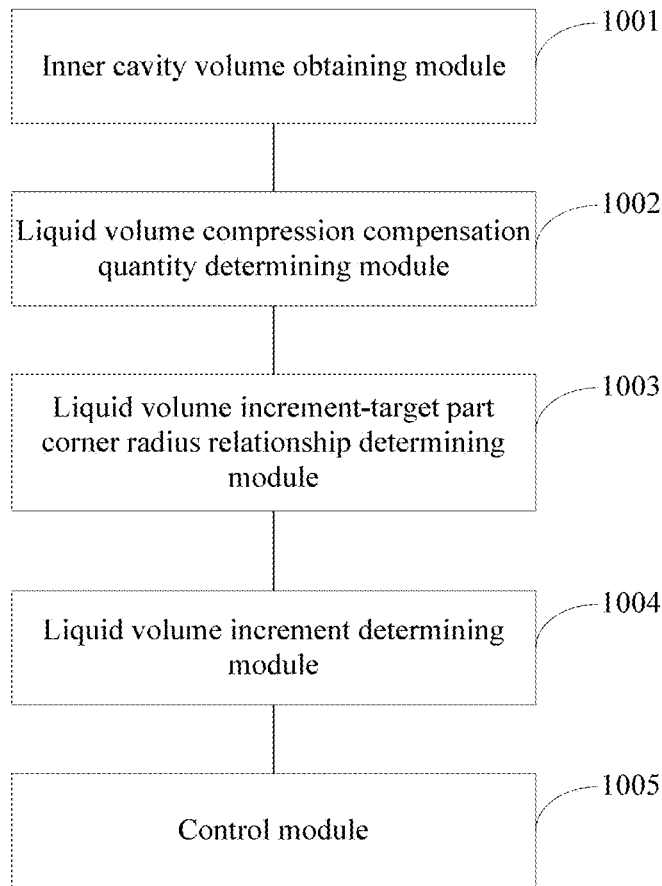 1001
Inner cavity volume obtaining module
1002
Liquid volume compression compensation
quantity determining module
1003
Liquid volume increment-target part
corner radius relationship determining
module
1004
Liquid volume increment determining
module
1005
Control module